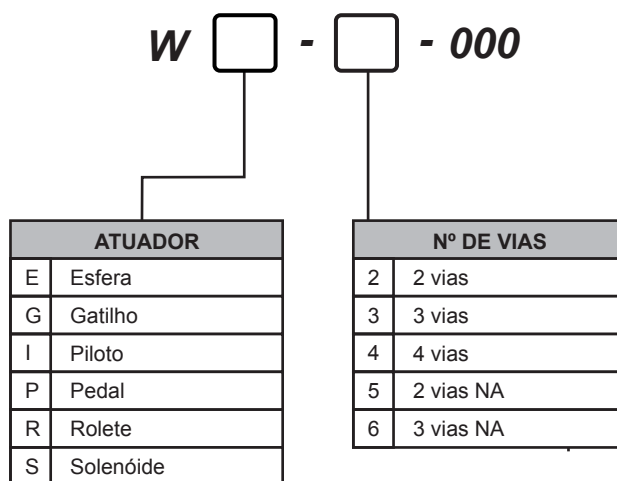 W - - 000
ATUADOR
E Esfera
G Gatilho
I Piloto
P Pedal
R Rolete
S Solenóide
Nº DE VIAS
2 2 vias
3 3 vias
4 4 vias
5 2 vias NA
6 3 vias NA